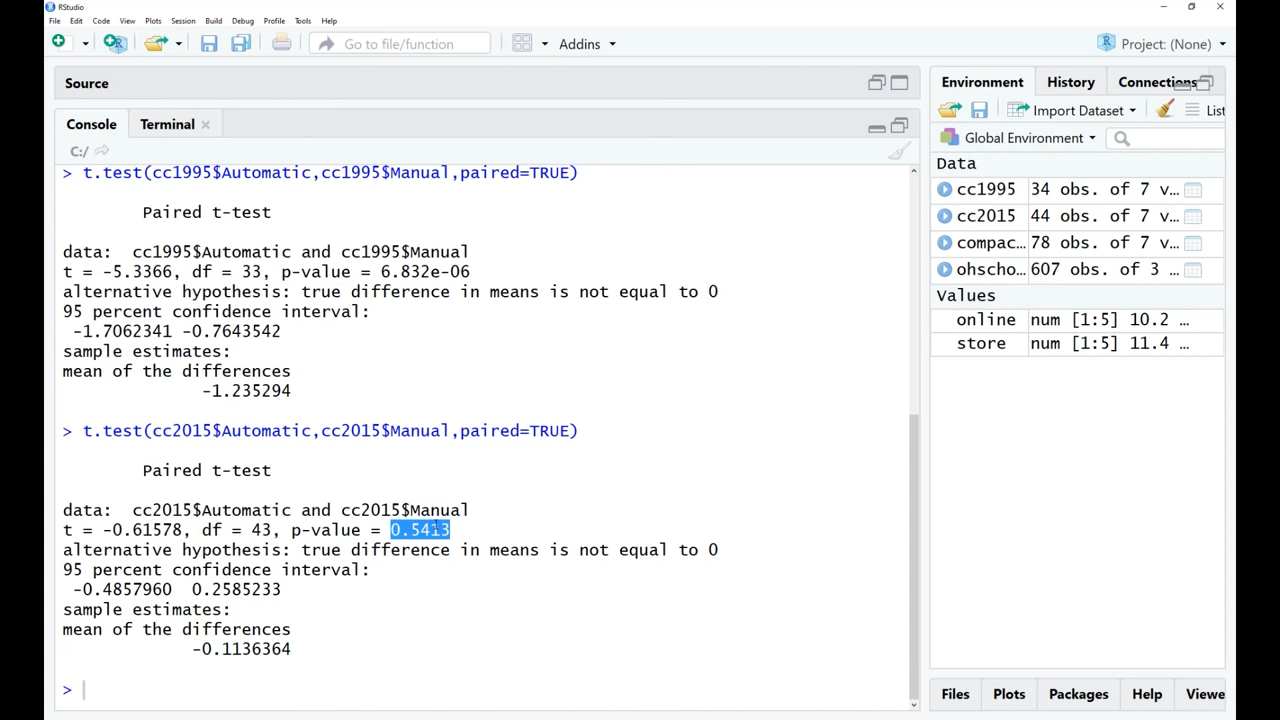 RStudio
File Edit Code View Plots Session Build Debug Profile Tools Help
Go to file/function Addins Project: (None)
Source
Console Terminal
C:/
> t.test(cc1995$Automatic,cc1995$Manual,paired=TRUE)
Paired t-test
data: cc1995$Automatic and cc1995$Manual
t = -5.3366, df = 33, p-value = 6.832e-06
alternative hypothesis: true difference in means is not equal to 0
95 percent confidence interval:
-1.7062341 -0.7643542
sample estimates:
mean of the differences
-1.235294
> t.test(cc2015$Automatic,cc2015$Manual,paired=TRUE)
Paired t-test
data: cc2015$Automatic and cc2015$Manual
t = -0.61578, df = 43, p-value = 0.5413
alternative hypothesis: true difference in means is not equal to 0
95 percent confidence interval:
-0.4857960 0.2585233
sample estimates:
mean of the differences
-0.1136364
>
Environment History Connections
Import Dataset List
Global Environment
Data
cc1995 34 obs. of 7 v…
cc2015 44 obs. of 7 v…
compac… 78 obs. of 7 v…
ohscho… 607 obs. of 3 …
Values
online num [1:5] 10.2 …
store num [1:5] 11.4 …
Files Plots Packages Help Viewe